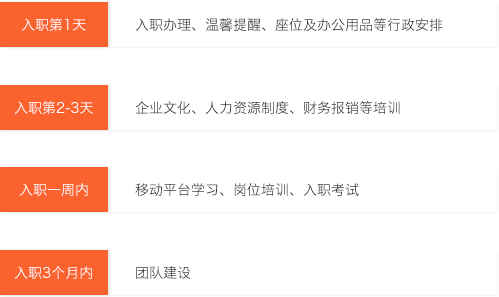 入职第1天
入职办理、温馨提醒、座位及办公用品等行政安排
入职第2-3天
企业文化、人力资源制度、财务报销等培训
入职一周内
移动平台学习、岗位培训、入职考试
入职3个月内
团队建设